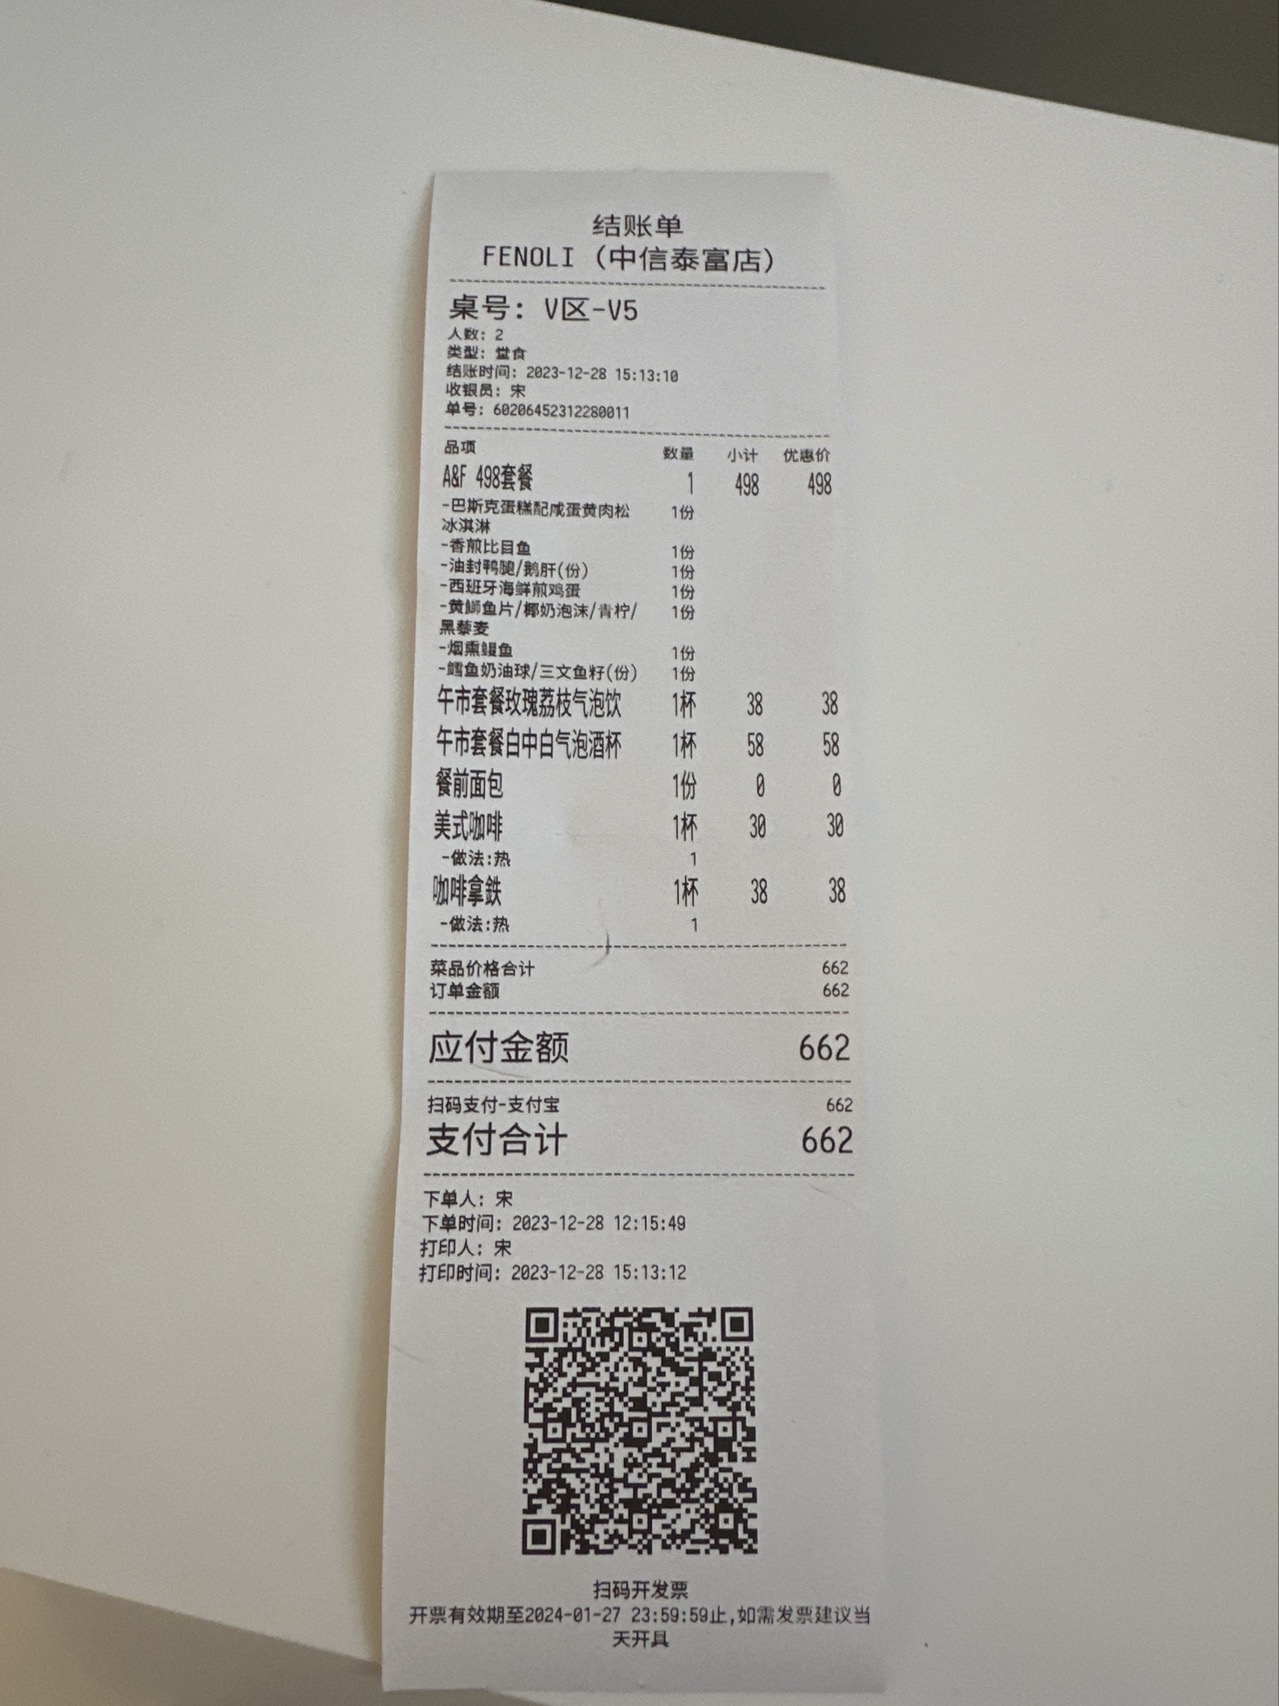 结账单
FENOLI（中信泰富店）
桌号：V区-V5
人数：2
类型：堂食
结账时间：2023-12-28 15:13:10
收银员：宋
单号：60206452312280011
品项 数量 小计 优惠价
A&F 498套餐 1 498 498
-巴斯克蛋糕配咸蛋黄肉松 1份
冰淇淋
-香煎比目鱼 1份
-油封鸭腿/鹅肝(份) 1份
-西班牙海鲜煎鸡蛋 1份
-黄鰤鱼片/椰奶泡沫/青柠/ 1份
黑藜麦
-烟熏鳗鱼 1份
-鳕鱼奶油球/三文鱼籽(份) 1份
午市套餐玫瑰荔枝气泡饮 1杯 38 38
午市套餐白中白气泡酒杯 1杯 58 58
餐前面包 1份 0 0
美式咖啡 1杯 30 30
-做法:热 1
咖啡拿鉄 1杯 38 38
-做法:热 1
菜品价格合计 662
订单金额 662
应付金额 662
扫码支付-支付宝 662
支付合计 662
下单人：宋
下单时间：2023-12-28 12:15:49
打印人：宋
打印时间：2023-12-28 15:13:12
扫码开发票
开票有效期至2024-01-27 23:59:59止,如需发票建议当
天开具